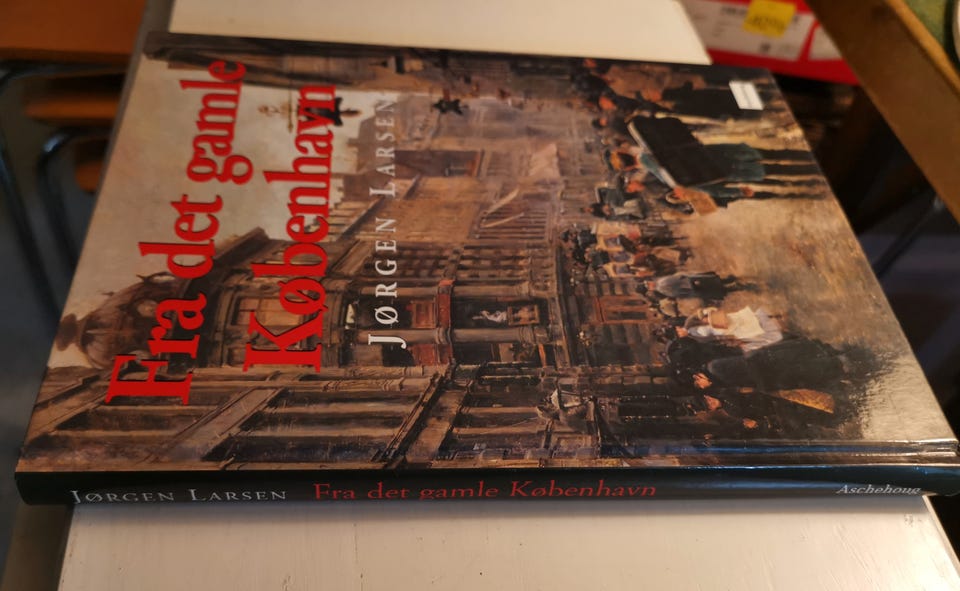 Fra det gamle
København
JØRGEN LARSEN
JØRGEN LARSEN Fra det gamle København Aschehoug